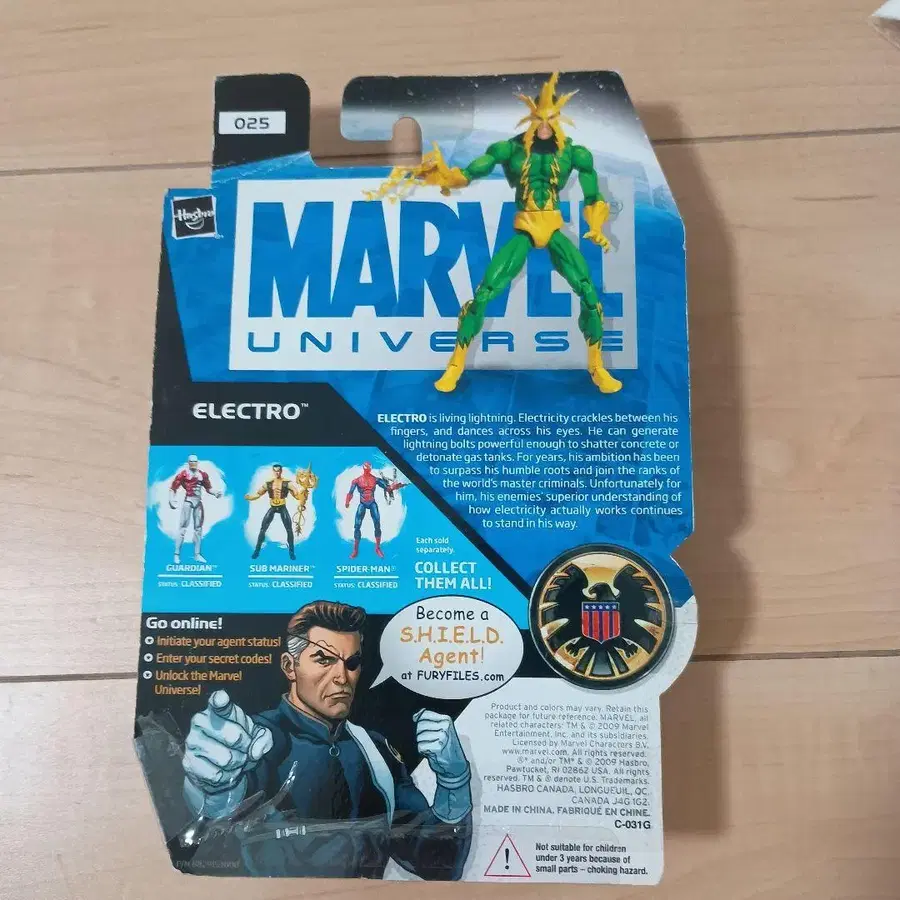 025
Hasbro
MARVEL
UNIVERSE
ELECTRO™
ELECTRO is living lightning. Electricity crackles between his
fingers, and dances across his eyes. He can generate
lightning bolts powerful enough to shatter concrete or
detonate gas tanks. For years, his ambition has been
to surpass his humble roots and join the ranks of
the world's master criminals. Unfortunately for
him, his enemies' superior understanding of
how electricity actually works continues
to stand in his way.
GUARDIAN™
STATUS: CLASSIFIED
SUB MARINER™
STATUS: CLASSIFIED
SPIDER-MAN®
STATUS: CLASSIFIED
Each sold
separately.
COLLECT
THEM ALL!
Go online!
Initiate your agent status!
Enter your secret codes!
Unlock the Marvel
Universe!
Become a
S.H.I.E.L.D.
Agent!
at FURYFILES.com
Product and colors may vary. Retain this
package for future reference. MARVEL, all
related characters: TM & © 2009 Marvel
Entertainment, Inc. and its subsidiaries.
Licensed by Marvel Characters B.V.
www.marvel.com. All rights reserved.
®* and/or TM* & © 2009 Hasbro,
Pawtucket, RI 02862 USA. All rights
reserved. TM & ® denote U.S. Trademarks.
HASBRO CANADA, LONGUEUIL, QC,
CANADA J4G 1G2.
MADE IN CHINA. FABRIQUÉ EN CHINE.
C-031G
Not suitable for children
under 3 years because of
small parts – choking hazard.